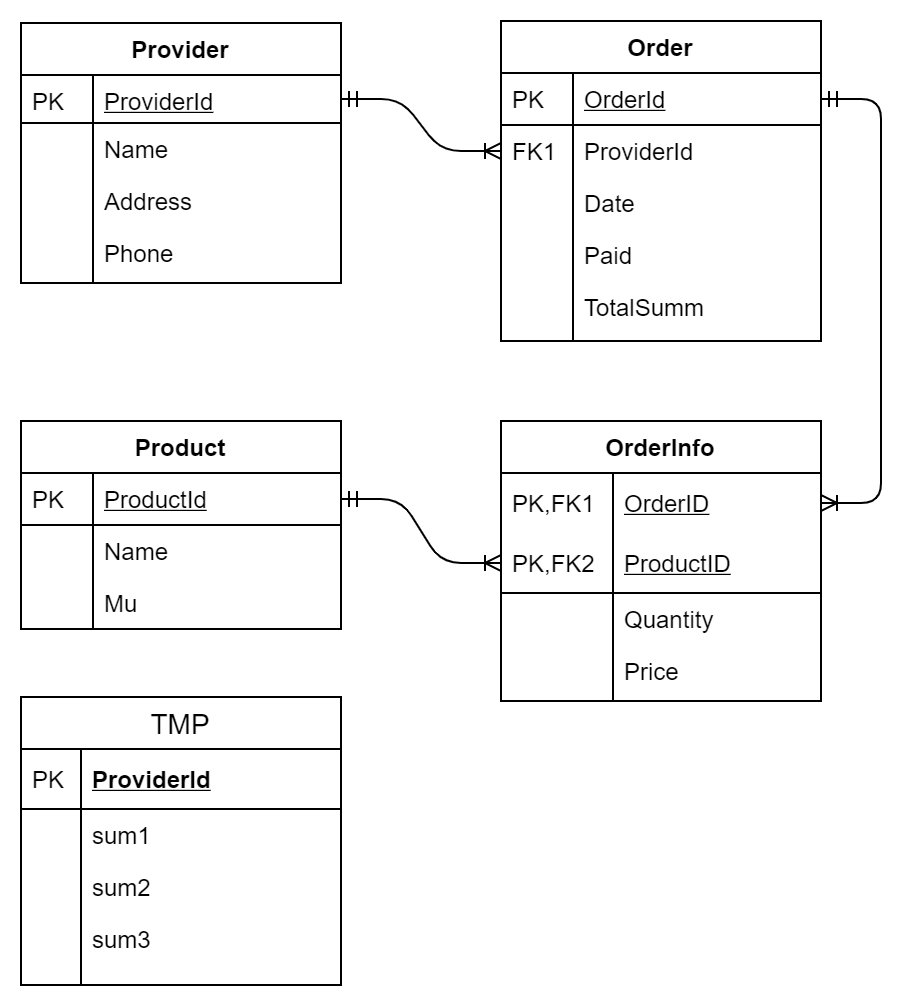 Provider
PK ProviderId
Name
Address
Phone
Order
PK OrderId
FK1 ProviderId
Date
Paid
TotalSumm
Product
PK ProductId
Name
Mu
OrderInfo
PK,FK1 OrderID
PK,FK2 ProductID
Quantity
Price
TMP
PK ProviderId
sum1
sum2
sum3